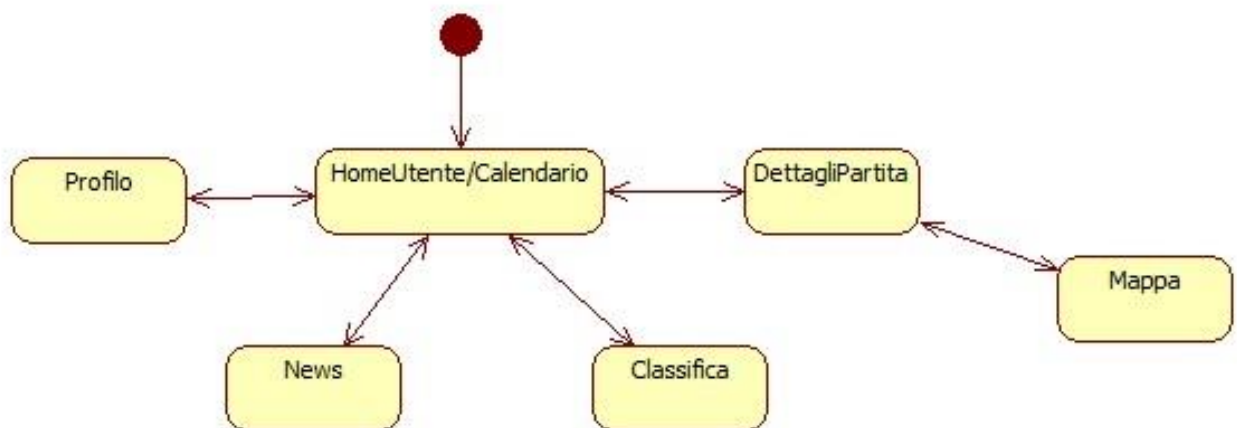 Profilo
HomeUtente/Calendario
DettagliPartita
Mappa
News
Classifica